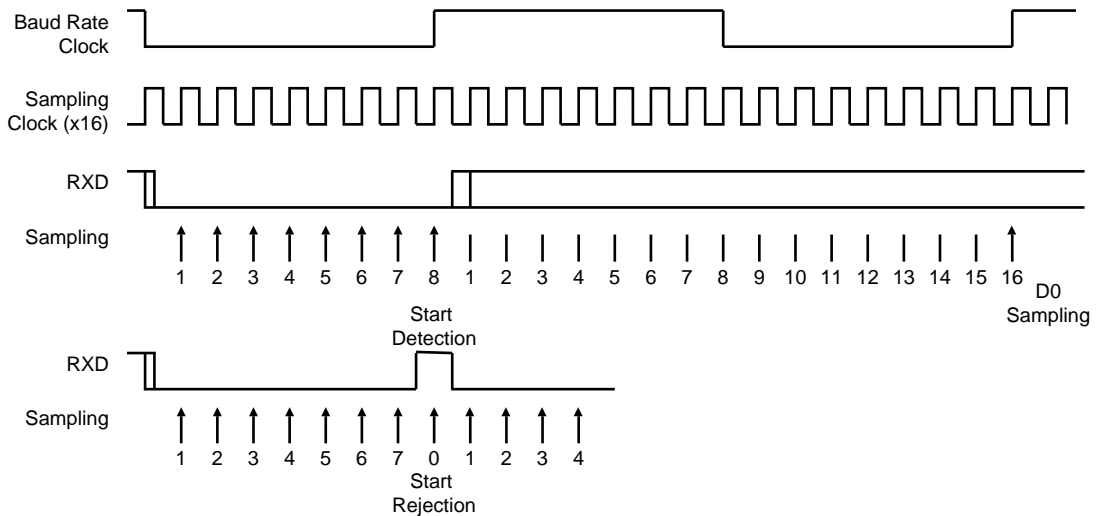 Baud Rate
Clock
Sampling
Clock (x16)
RXD
Sampling
1 2 3 4 5 6 7 8 1 2 3 4 5 6 7 8 9 10 11 12 13 14 15 16
D0
Sampling
Start
Detection
RXD
Sampling
1 2 3 4 5 6 7 0 1 2 3 4
Start
Rejection